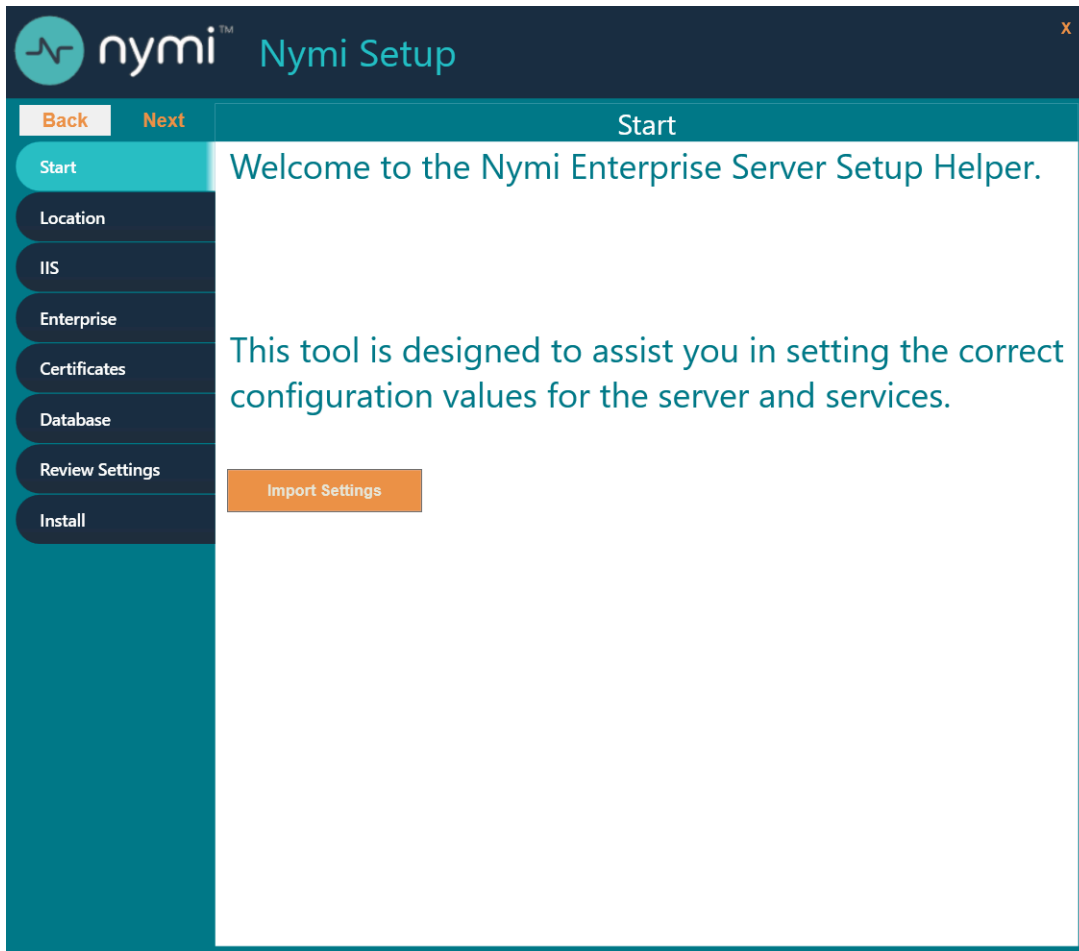 nymi™ Nymi Setup X
Back Next
Start
Start
Location
IIS
Enterprise
Certificates
Database
Review Settings
Install
Welcome to the Nymi Enterprise Server Setup Helper.
This tool is designed to assist you in setting the correct
configuration values for the server and services.
Import Settings